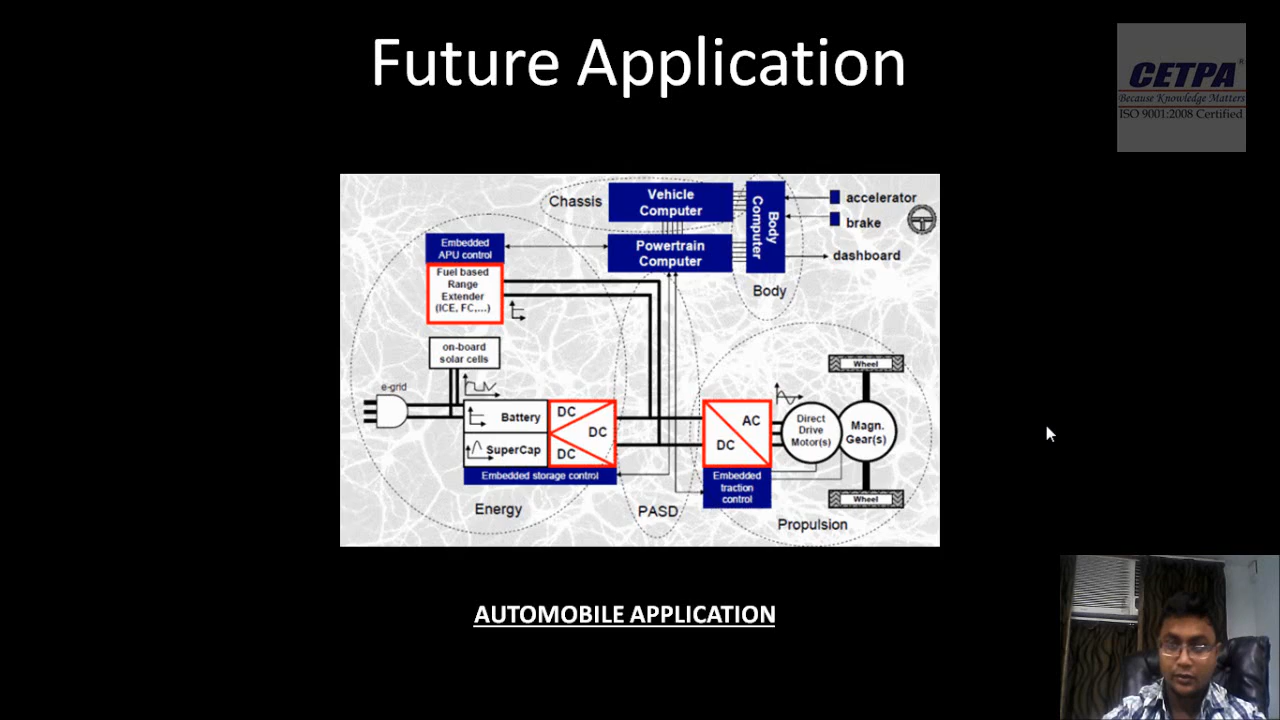 Future Application
CETPA®
Because Knowledge Matters
ISO 9001:2008 Certified
Chassis
Vehicle
Computer
Body
Computer
accelerator
brake
dashboard
Embedded
APU control
Powertrain
Computer
Fuel based
Range
Extender
(ICE, FC,...)
Body
on-board
solar cells
e-grid
Battery
SuperCap
DC
DC
DC
Embedded storage control
AC
DC
Embedded
traction
control
Direct
Drive
Motor(s)
Magn.
Gear(s)
Wheel
Wheel
Energy
PASD
Propulsion
AUTOMOBILE APPLICATION